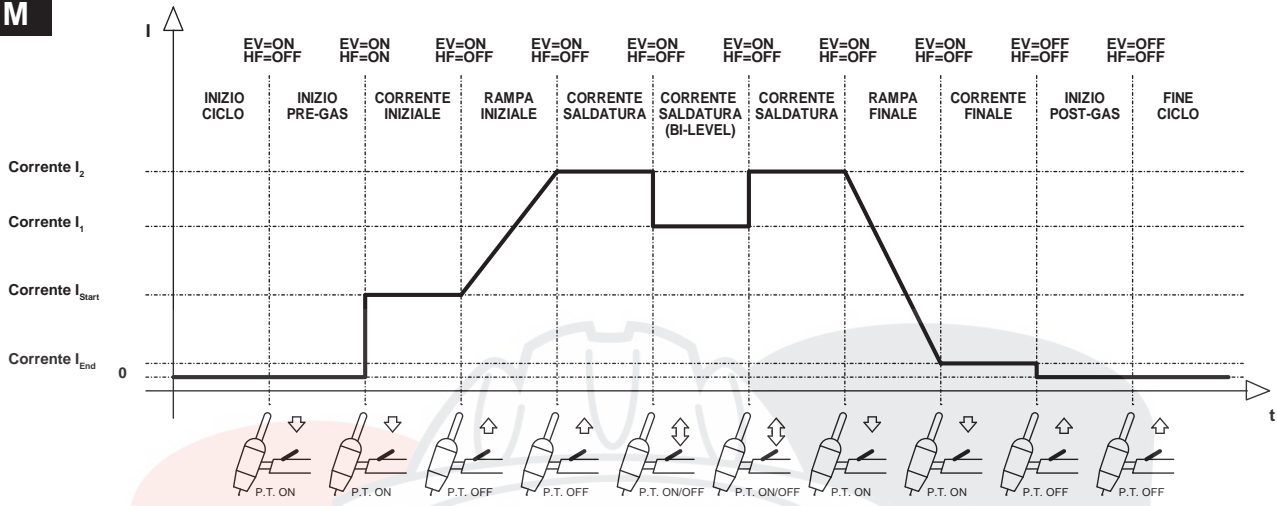 M
I
EV=ON EV=ON EV=ON EV=ON EV=ON EV=ON EV=ON EV=ON EV=OFF EV=OFF
HF=OFF HF=ON HF=OFF HF=OFF HF=OFF HF=OFF HF=OFF HF=OFF HF=OFF HF=OFF
INIZIO INIZIO CORRENTE RAMPA CORRENTE CORRENTE CORRENTE RAMPA CORRENTE INIZIO FINE
CICLO PRE-GAS INIZIALE INIZIALE SALDATURA SALDATURA SALDATURA FINALE FINALE POST-GAS CICLO
(BI-LEVEL)
Corrente I2
Corrente I1
Corrente IStart
Corrente IEnd
0
t
P.T. ON P.T. ON P.T. OFF P.T. OFF P.T. ON/OFF P.T. ON/OFF P.T. ON P.T. ON P.T. OFF P.T. OFF